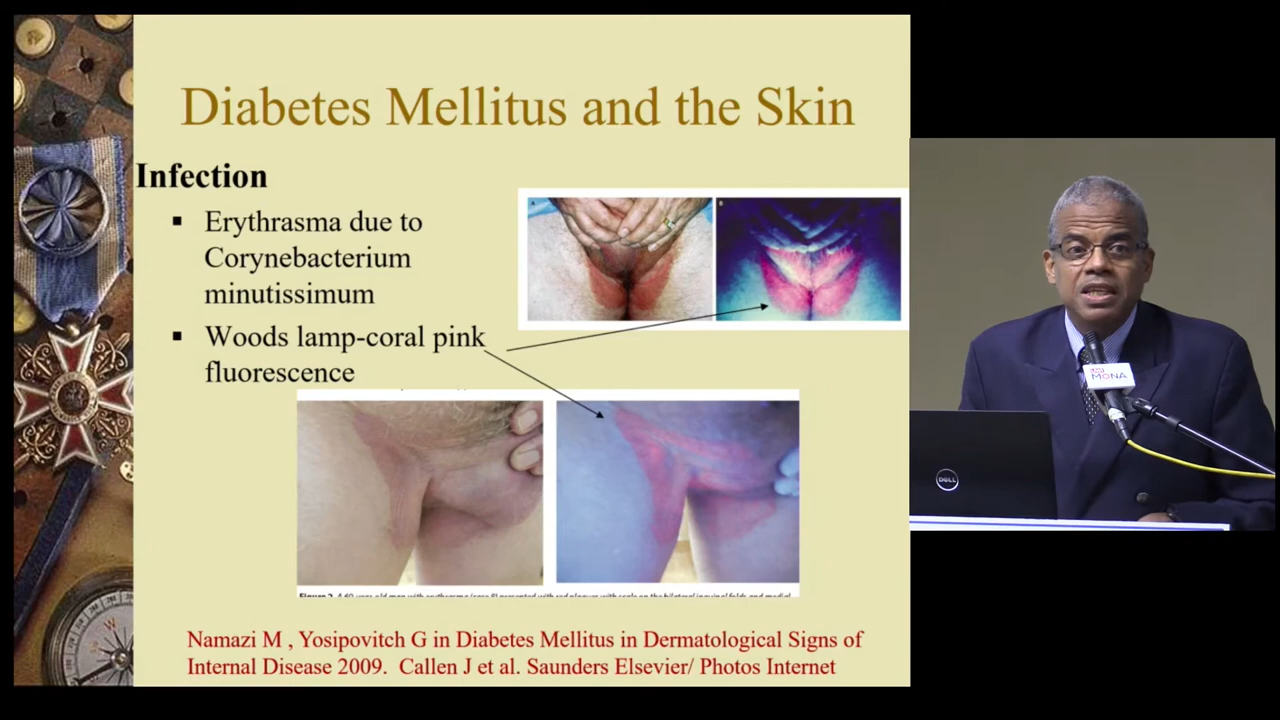 Diabetes Mellitus and the Skin
Infection
Erythrasma due to
Corynebacterium
minutissimum
Woods lamp-coral pink
fluorescence
A
B
MONA
DELL
Namazi M , Yosipovitch G in Diabetes Mellitus in Dermatological Signs of
Internal Disease 2009. Callen J et al. Saunders Elsevier/ Photos Internet